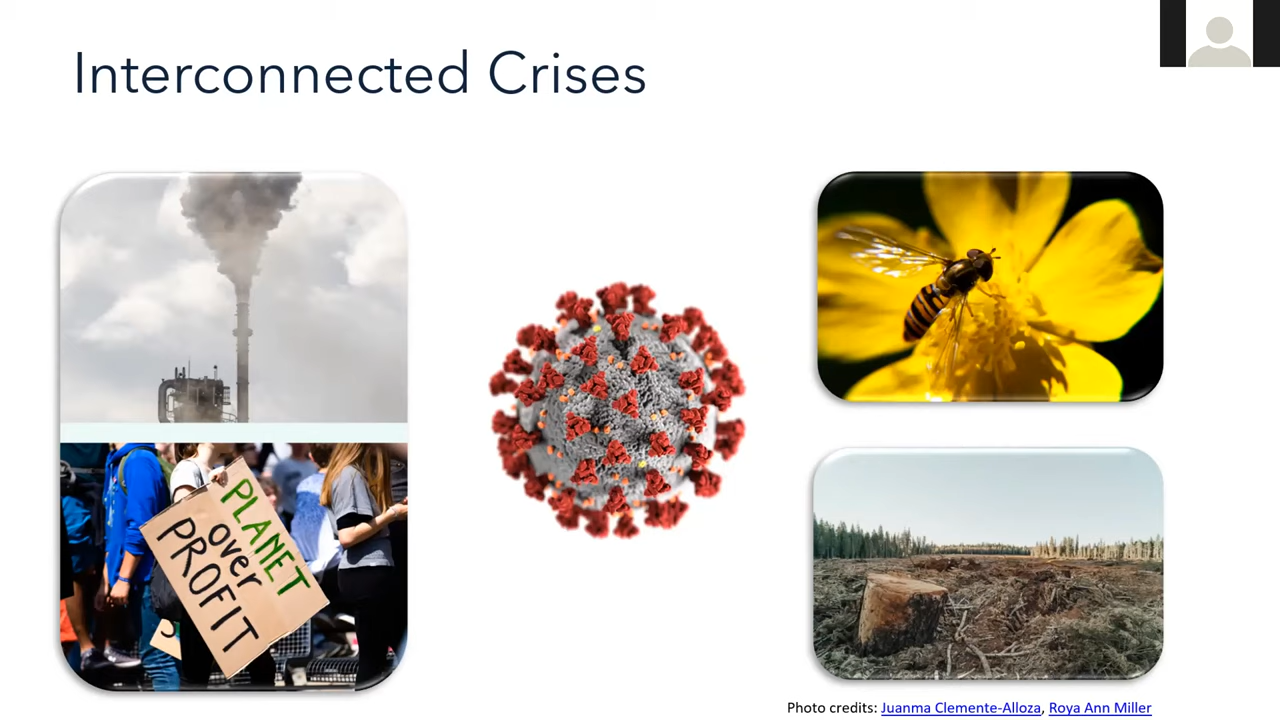 Interconnected Crises
PLANET
over
PROFIT
Photo credits: Juanma Clemente-Alloza, Roya Ann Miller